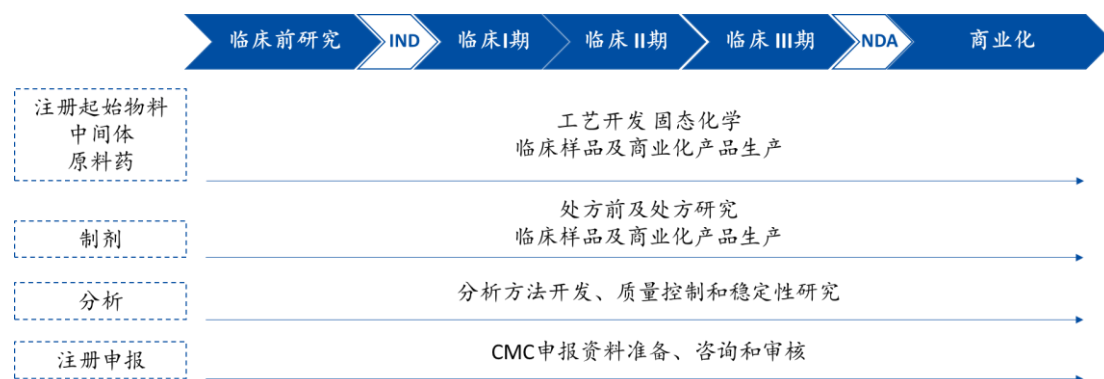 临床前研究 IND 临床I期 临床 II期 临床 III期 NDA 商业化
注册起始物料
中间体
原料药
工艺开发 固态化学
临床样品及商业化产品生产
制剂
处方前及处方研究
临床样品及商业化产品生产
分析
分析方法开发、质量控制和稳定性研究
注册申报
CMC申报资料准备、咨询和审核